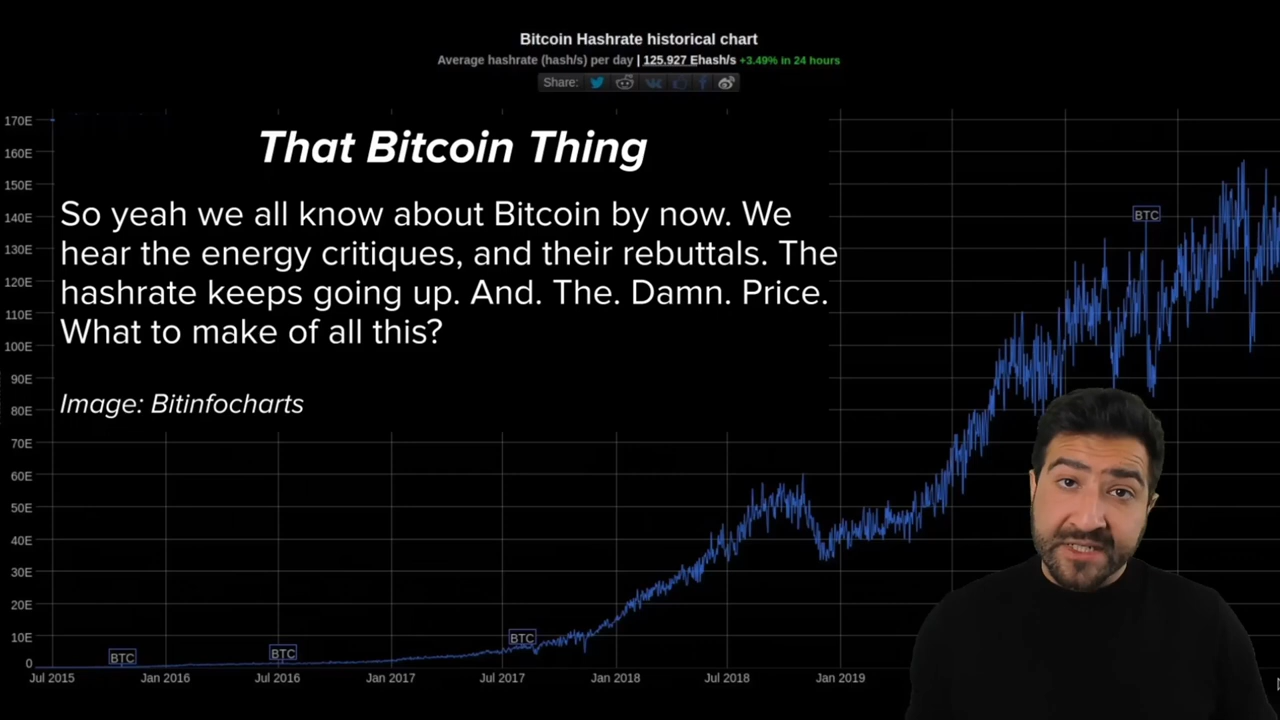 Bitcoin Hashrate historical chart
Average hashrate (hash/s) per day | 125.927 Ehash/s +3.49% in 24 hours
Share:
170E
160E
150E
140E
130E
120E
110E
100E
90E
80E
70E
60E
50E
40E
30E
20E
10E
0
That Bitcoin Thing
So yeah we all know about Bitcoin by now. We
hear the energy critiques, and their rebuttals. The
hashrate keeps going up. And. The. Damn. Price.
What to make of all this?
Image: Bitinfocharts
BTC
BTC
BTC
BTC
Jul 2015 Jan 2016 Jul 2016 Jan 2017 Jul 2017 Jan 2018 Jul 2018 Jan 2019